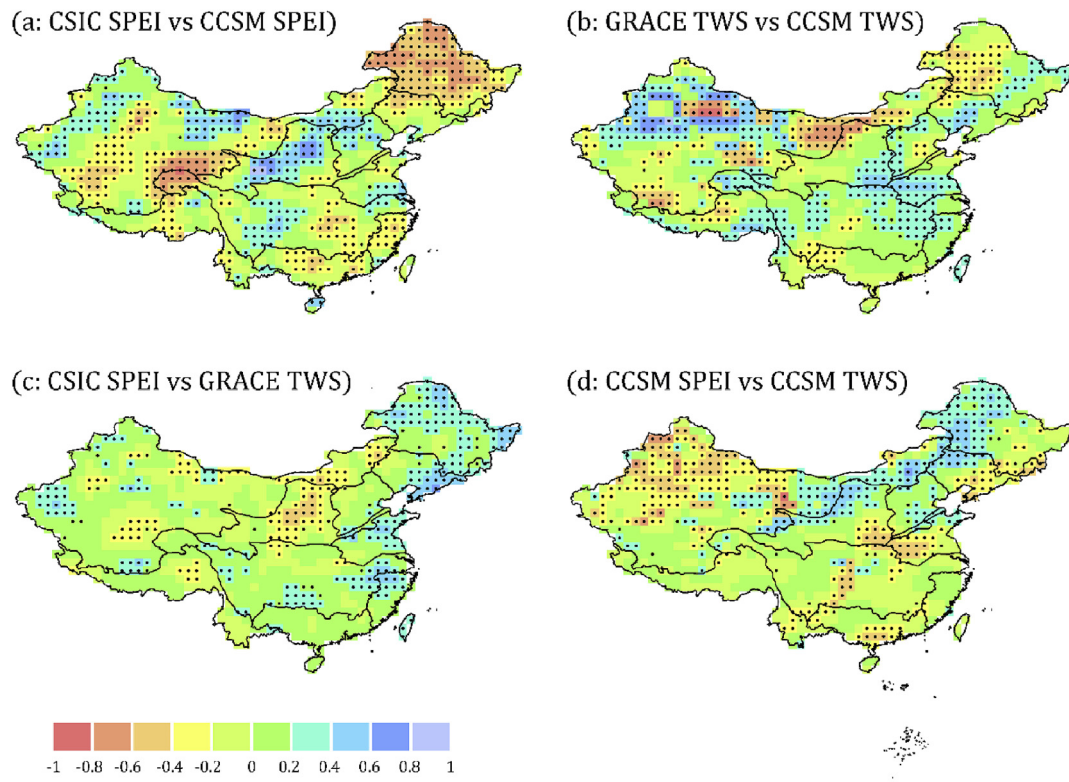 (a: CSIC SPEI vs CCSM SPEI)
(b: GRACE TWS vs CCSM TWS)
(c: CSIC SPEI vs GRACE TWS)
(d: CCSM SPEI vs CCSM TWS)
-1 -0.8 -0.6 -0.4 -0.2 0 0.2 0.4 0.6 0.8 1